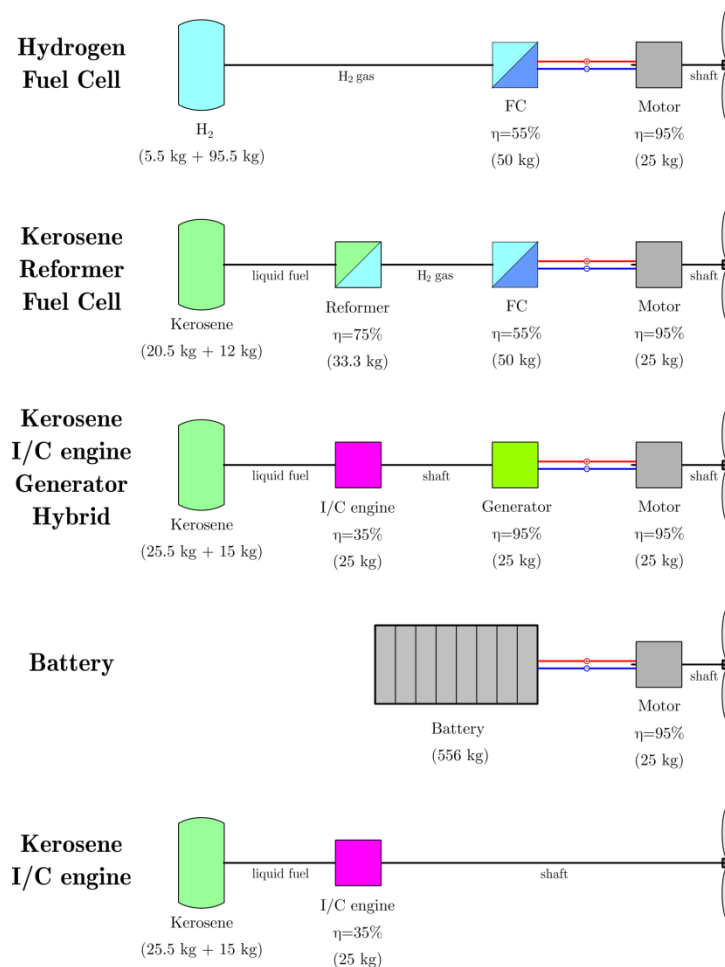 Hydrogen
Fuel Cell
H₂ gas
shaft
H₂
(5.5 kg + 95.5 kg)
FC
η=55%
(50 kg)
Motor
η=95%
(25 kg)
Kerosene
Reformer
Fuel Cell
liquid fuel
H₂ gas
shaft
Kerosene
(20.5 kg + 12 kg)
Reformer
η=75%
(33.3 kg)
FC
η=55%
(50 kg)
Motor
η=95%
(25 kg)
Kerosene
I/C engine
Generator
Hybrid
liquid fuel
shaft
shaft
Kerosene
(25.5 kg + 15 kg)
I/C engine
η=35%
(25 kg)
Generator
η=95%
(25 kg)
Motor
η=95%
(25 kg)
Battery
shaft
Battery
(556 kg)
Motor
η=95%
(25 kg)
Kerosene
I/C engine
liquid fuel
shaft
Kerosene
(25.5 kg + 15 kg)
I/C engine
η=35%
(25 kg)